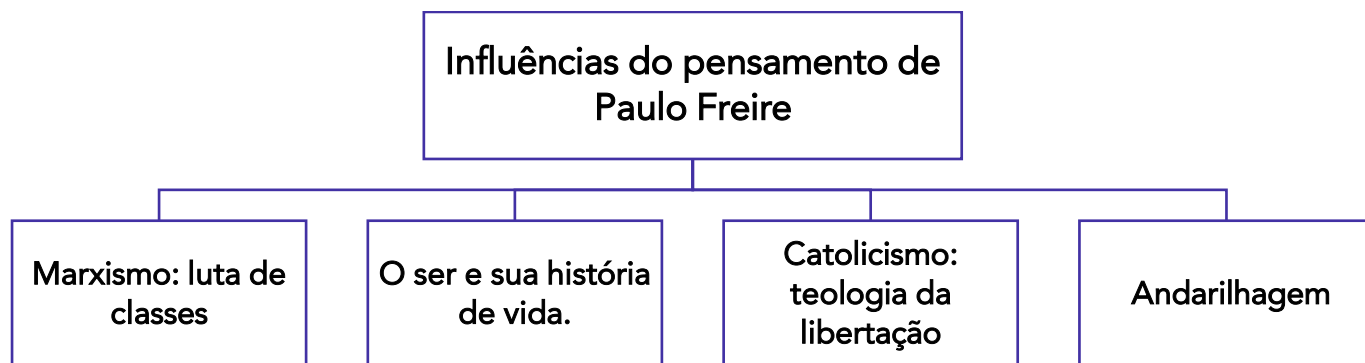 Influências do pensamento de
Paulo Freire
Marxismo: luta de
classes
O ser e sua história
de vida.
Catolicismo:
teologia da
libertação
Andarilhagem